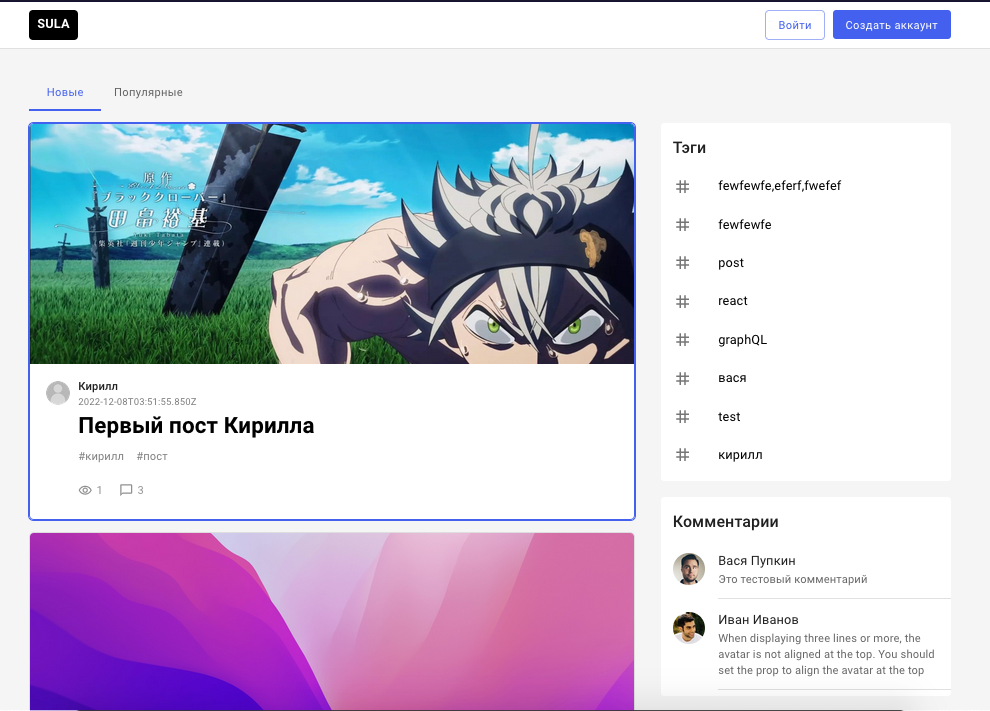 SULA
Войти
Создать аккаунт
Новые
Популярные
原作
ブラッククローバー』
田畠裕基
(集英社「週刊少年ジャンプ」連載)
Кирилл
2022-12-08T03:51:55.850Z
Первый пост Кирилла
#кирилл #пост
1
3
Тэги
fewfewfe,eferf,fwefef
fewfewfe
post
react
graphQL
вася
test
кирилл
Комментарии
Вася Пупкин
Это тестовый комментарий
Иван Иванов
When displaying three lines or more, the
avatar is not aligned at the top. You should
set the prop to align the avatar at the top